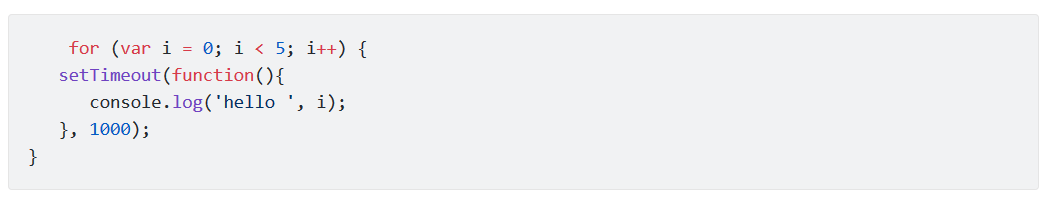 for (var i = 0; i < 5; i++) {
setTimeout(function(){
console.log('hello ', i);
}, 1000);
}